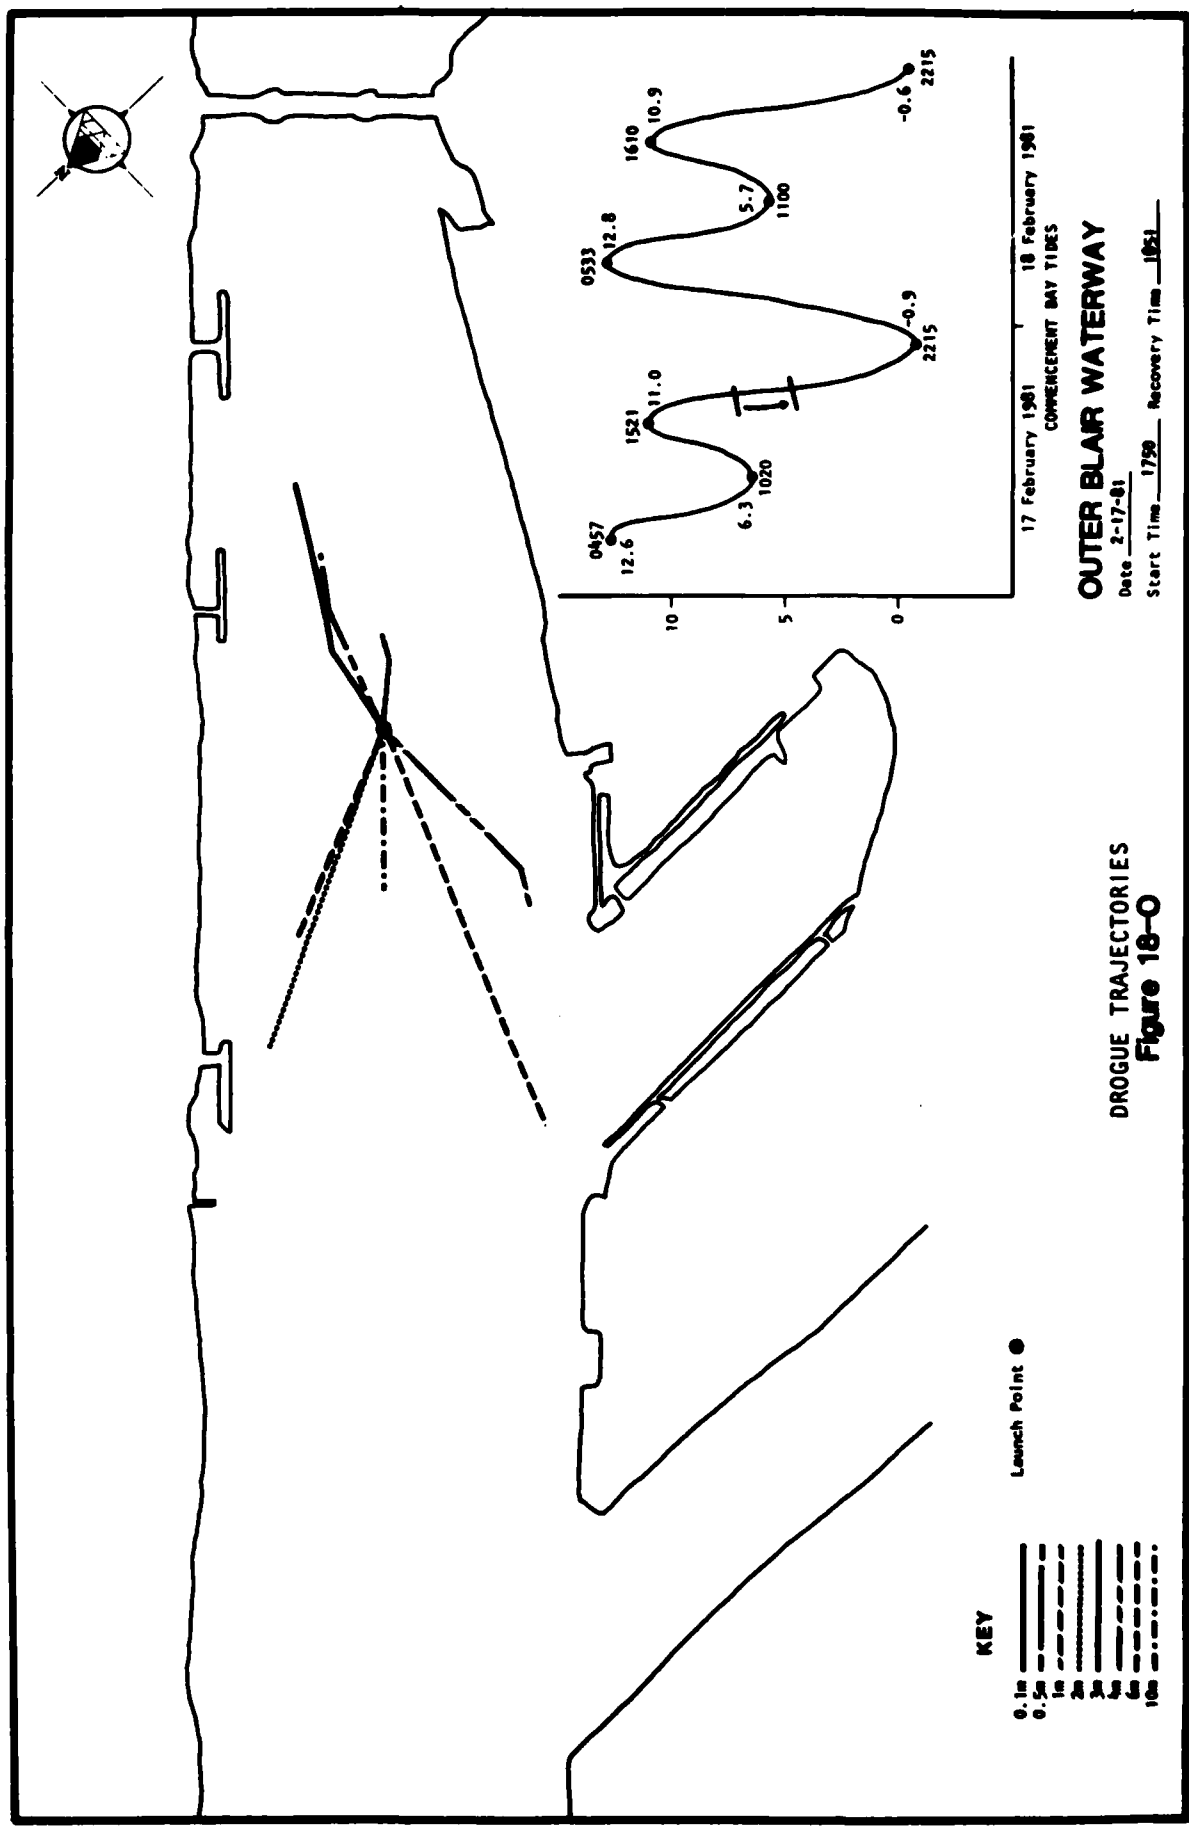 N
0457
12.6
6.3
1020
1521
11.0
-0.9
2215
0533
12.8
5.7
1100
1610
10.9
-0.6
2215
10
5
0
17 February 1981
18 February 1981
COMMENCEMENT BAY TIDES
OUTER BLAIR WATERWAY
Date 2-17-81
Start Time 1750 Recovery Time 1851
DROGUE TRAJECTORIES
Figure 18-O
KEY
Launch Point
0.1m
0.5m
1m
2m
3m
4m
6m
10m